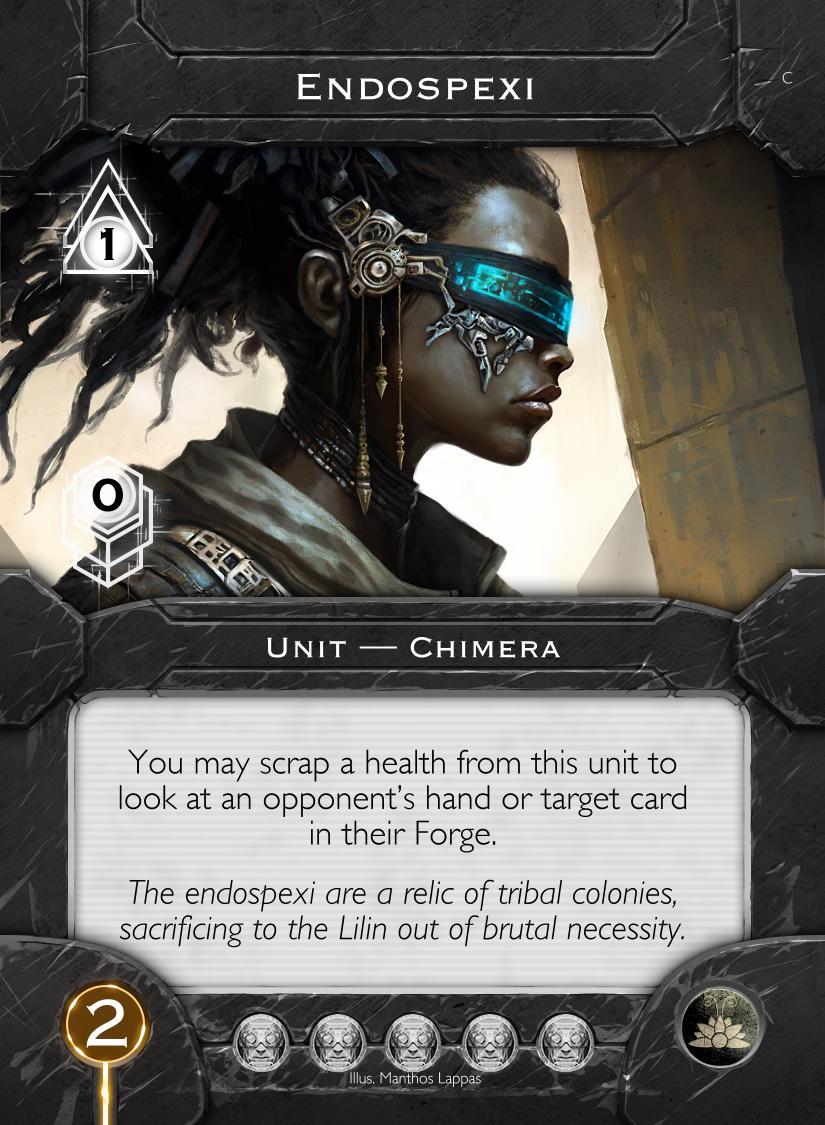 Endospexi
C
1
0
Unit — Chimera
You may scrap a health from this unit to
look at an opponent's hand or target card
in their Forge.
The endospexi are a relic of tribal colonies,
sacrificing to the Lilin out of brutal necessity.
2
Illus. Manthos Lappas